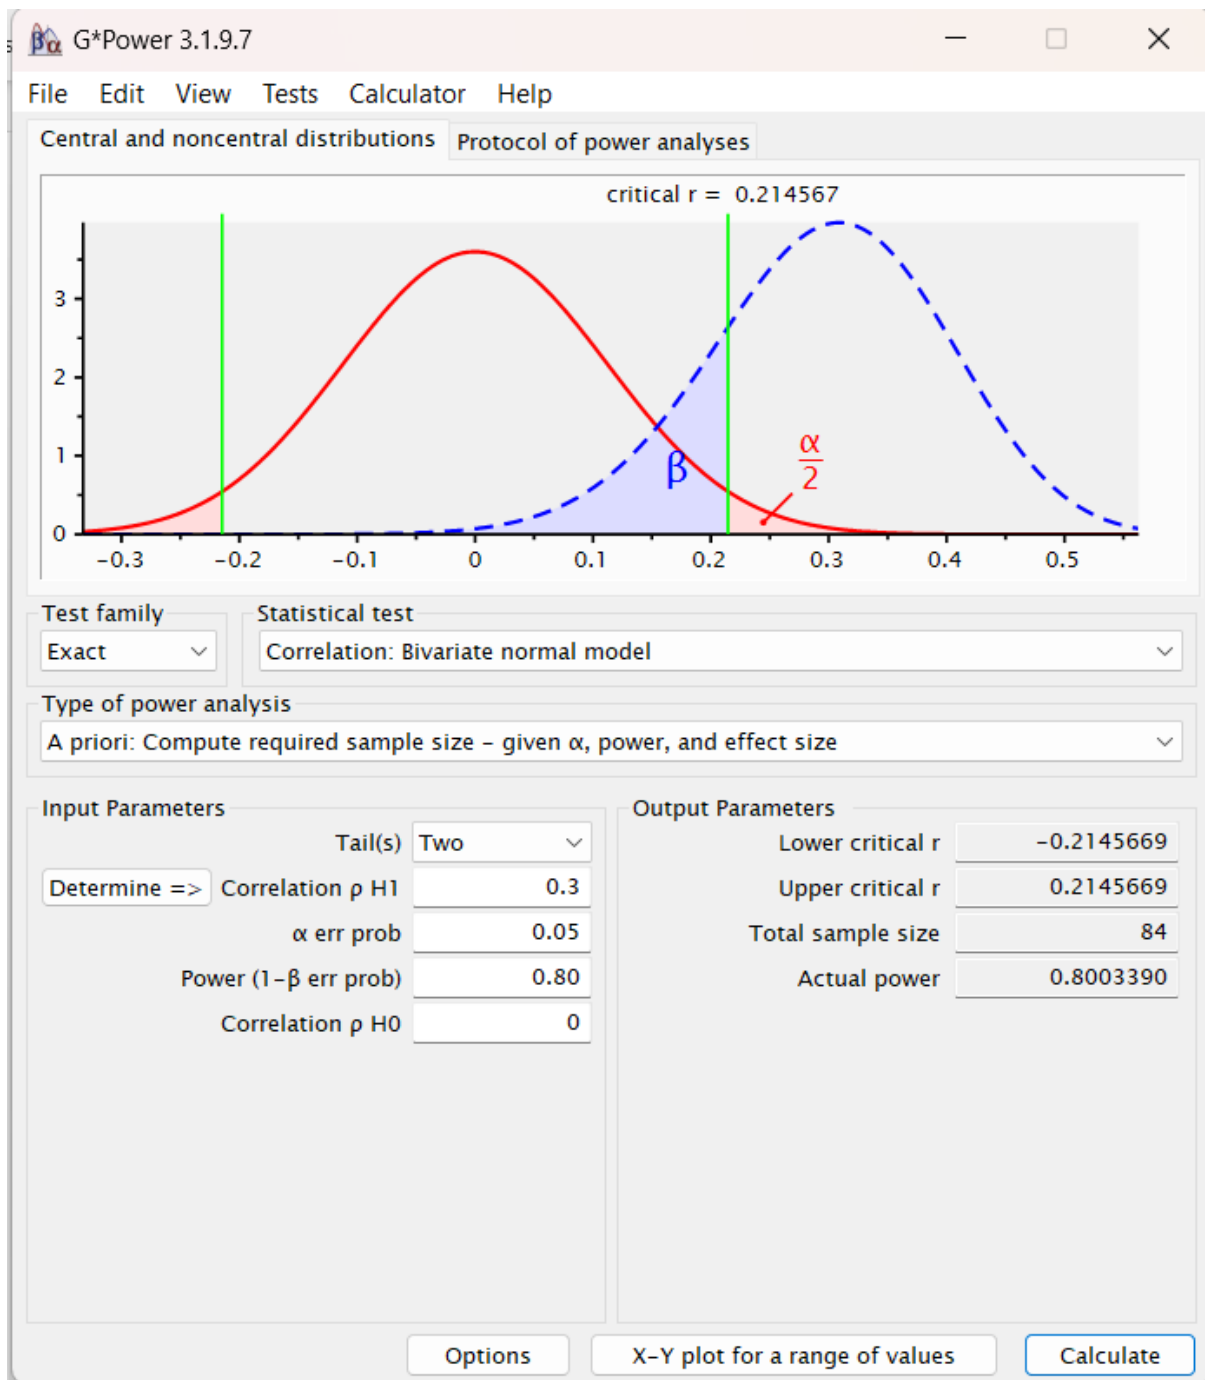 G*Power 3.1.9.7
File Edit View Tests Calculator Help
Central and noncentral distributions Protocol of power analyses
critical r = 0.214567
3
2
1
0
β
α
2
-0.3 -0.2 -0.1 0 0.1 0.2 0.3 0.4 0.5
Test family Statistical test
Exact Correlation: Bivariate normal model
Type of power analysis
A priori: Compute required sample size – given α, power, and effect size
Input Parameters
Tail(s) Two
Determine => Correlation ρ H1 0.3
α err prob 0.05
Power (1-β err prob) 0.80
Correlation ρ H0 0
Output Parameters
Lower critical r -0.2145669
Upper critical r 0.2145669
Total sample size 84
Actual power 0.8003390
Options X-Y plot for a range of values Calculate